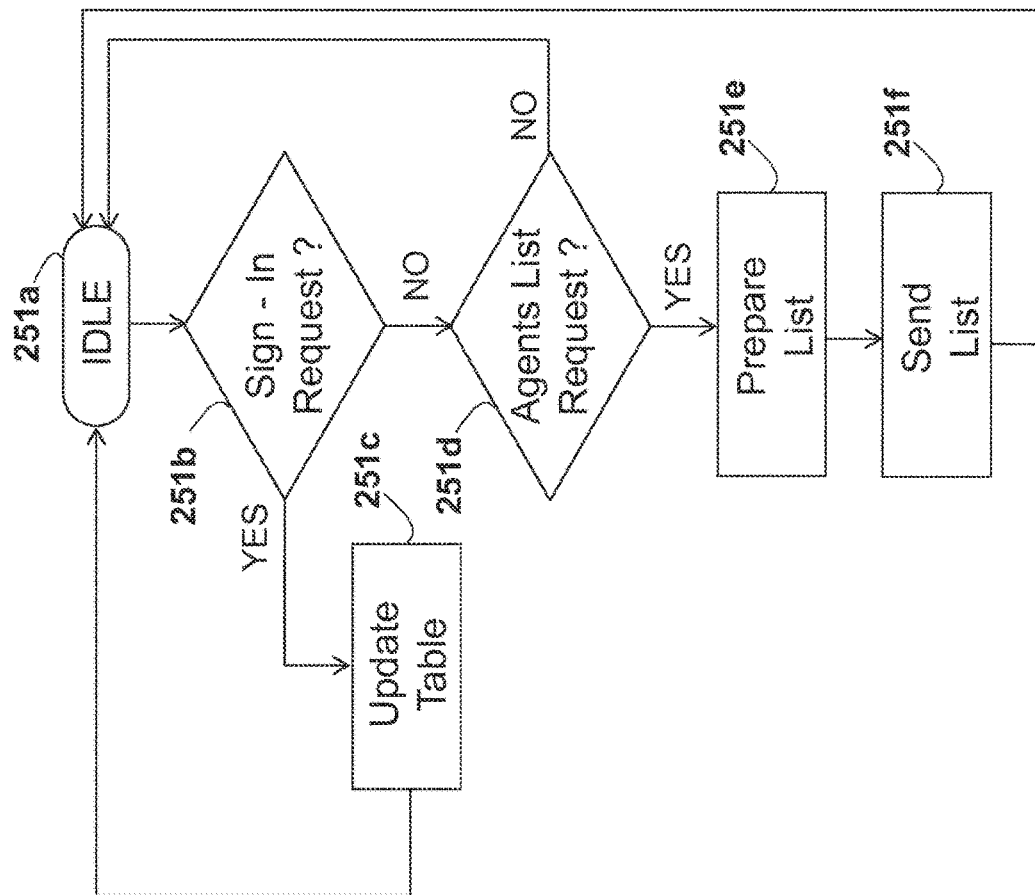 251a
IDLE
251b
Sign - In
Request ?
YES
NO
251c
Update
Table
251d
Agents List
Request ?
NO
YES
251e
Prepare
List
251f
Send
List